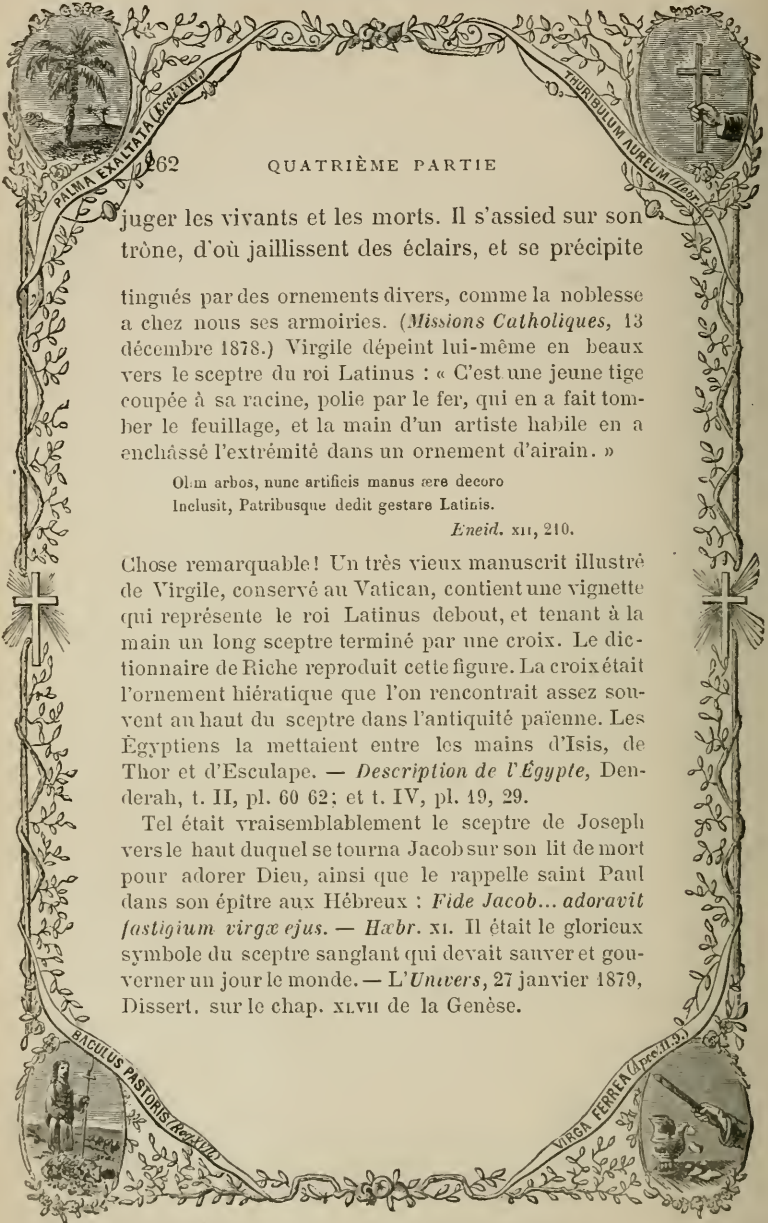 PALMA EXALTATA (Eccli XXIV.)
THURIBULUM AUREUM
262 QUATRIÈME PARTIE
juger les vivants et les morts. Il s'assied sur son
trône, d'où jaillissent des éclairs, et se précipite
tingués par des ornements divers, comme la noblesse
a chez nous ses armoiries. (Missions Catholiques, 13
décembre 1878.) Virgile dépeint lui-même en beaux
vers le sceptre du roi Latinus : « C'est une jeune tige
coupée à sa racine, polie par le fer, qui en a fait tom-
ber le feuillage, et la main d'un artiste habile en a
enchâssé l'extrémité dans un ornement d'airain. »
Olim arbos, nunc artificis manus ære decoro
Inclusit, Patribusque dedit gestare Latinis.
Eneid. XII, 210.
Chose remarquable! Un très vieux manuscrit illustré
de Virgile, conservé au Vatican, contient une vignette
qui représente le roi Latinus debout, et tenant à la
main un long sceptre terminé par une croix. Le dic-
tionnaire de Riche reproduit cette figure. La croix était
l'ornement hiératique que l'on rencontrait assez sou-
vent au haut du sceptre dans l'antiquité païenne. Les
Égyptiens la mettaient entre les mains d'Isis, de
Thor et d'Esculape. — Description de l'Égypte, Den-
derah, t. II, pl. 60 62; et t. IV, pl. 19, 29.
Tel était vraisemblablement le sceptre de Joseph
vers le haut duquel se tourna Jacob sur son lit de mort
pour adorer Dieu, ainsi que le rappelle saint Paul
dans son épître aux Hébreux : Fide Jacob... adoravit
fastigium virgæ ejus. — Hæbr. XI. Il était le glorieux
symbole du sceptre sanglant qui devait sauver et gou-
verner un jour le monde. — L'Univers, 27 janvier 1879,
Dissert. sur le chap. XLVII de la Genèse.
BACULUS PASTORIS (Reg XVII)
VIRGA FERREA (Apoc. II. 9.)